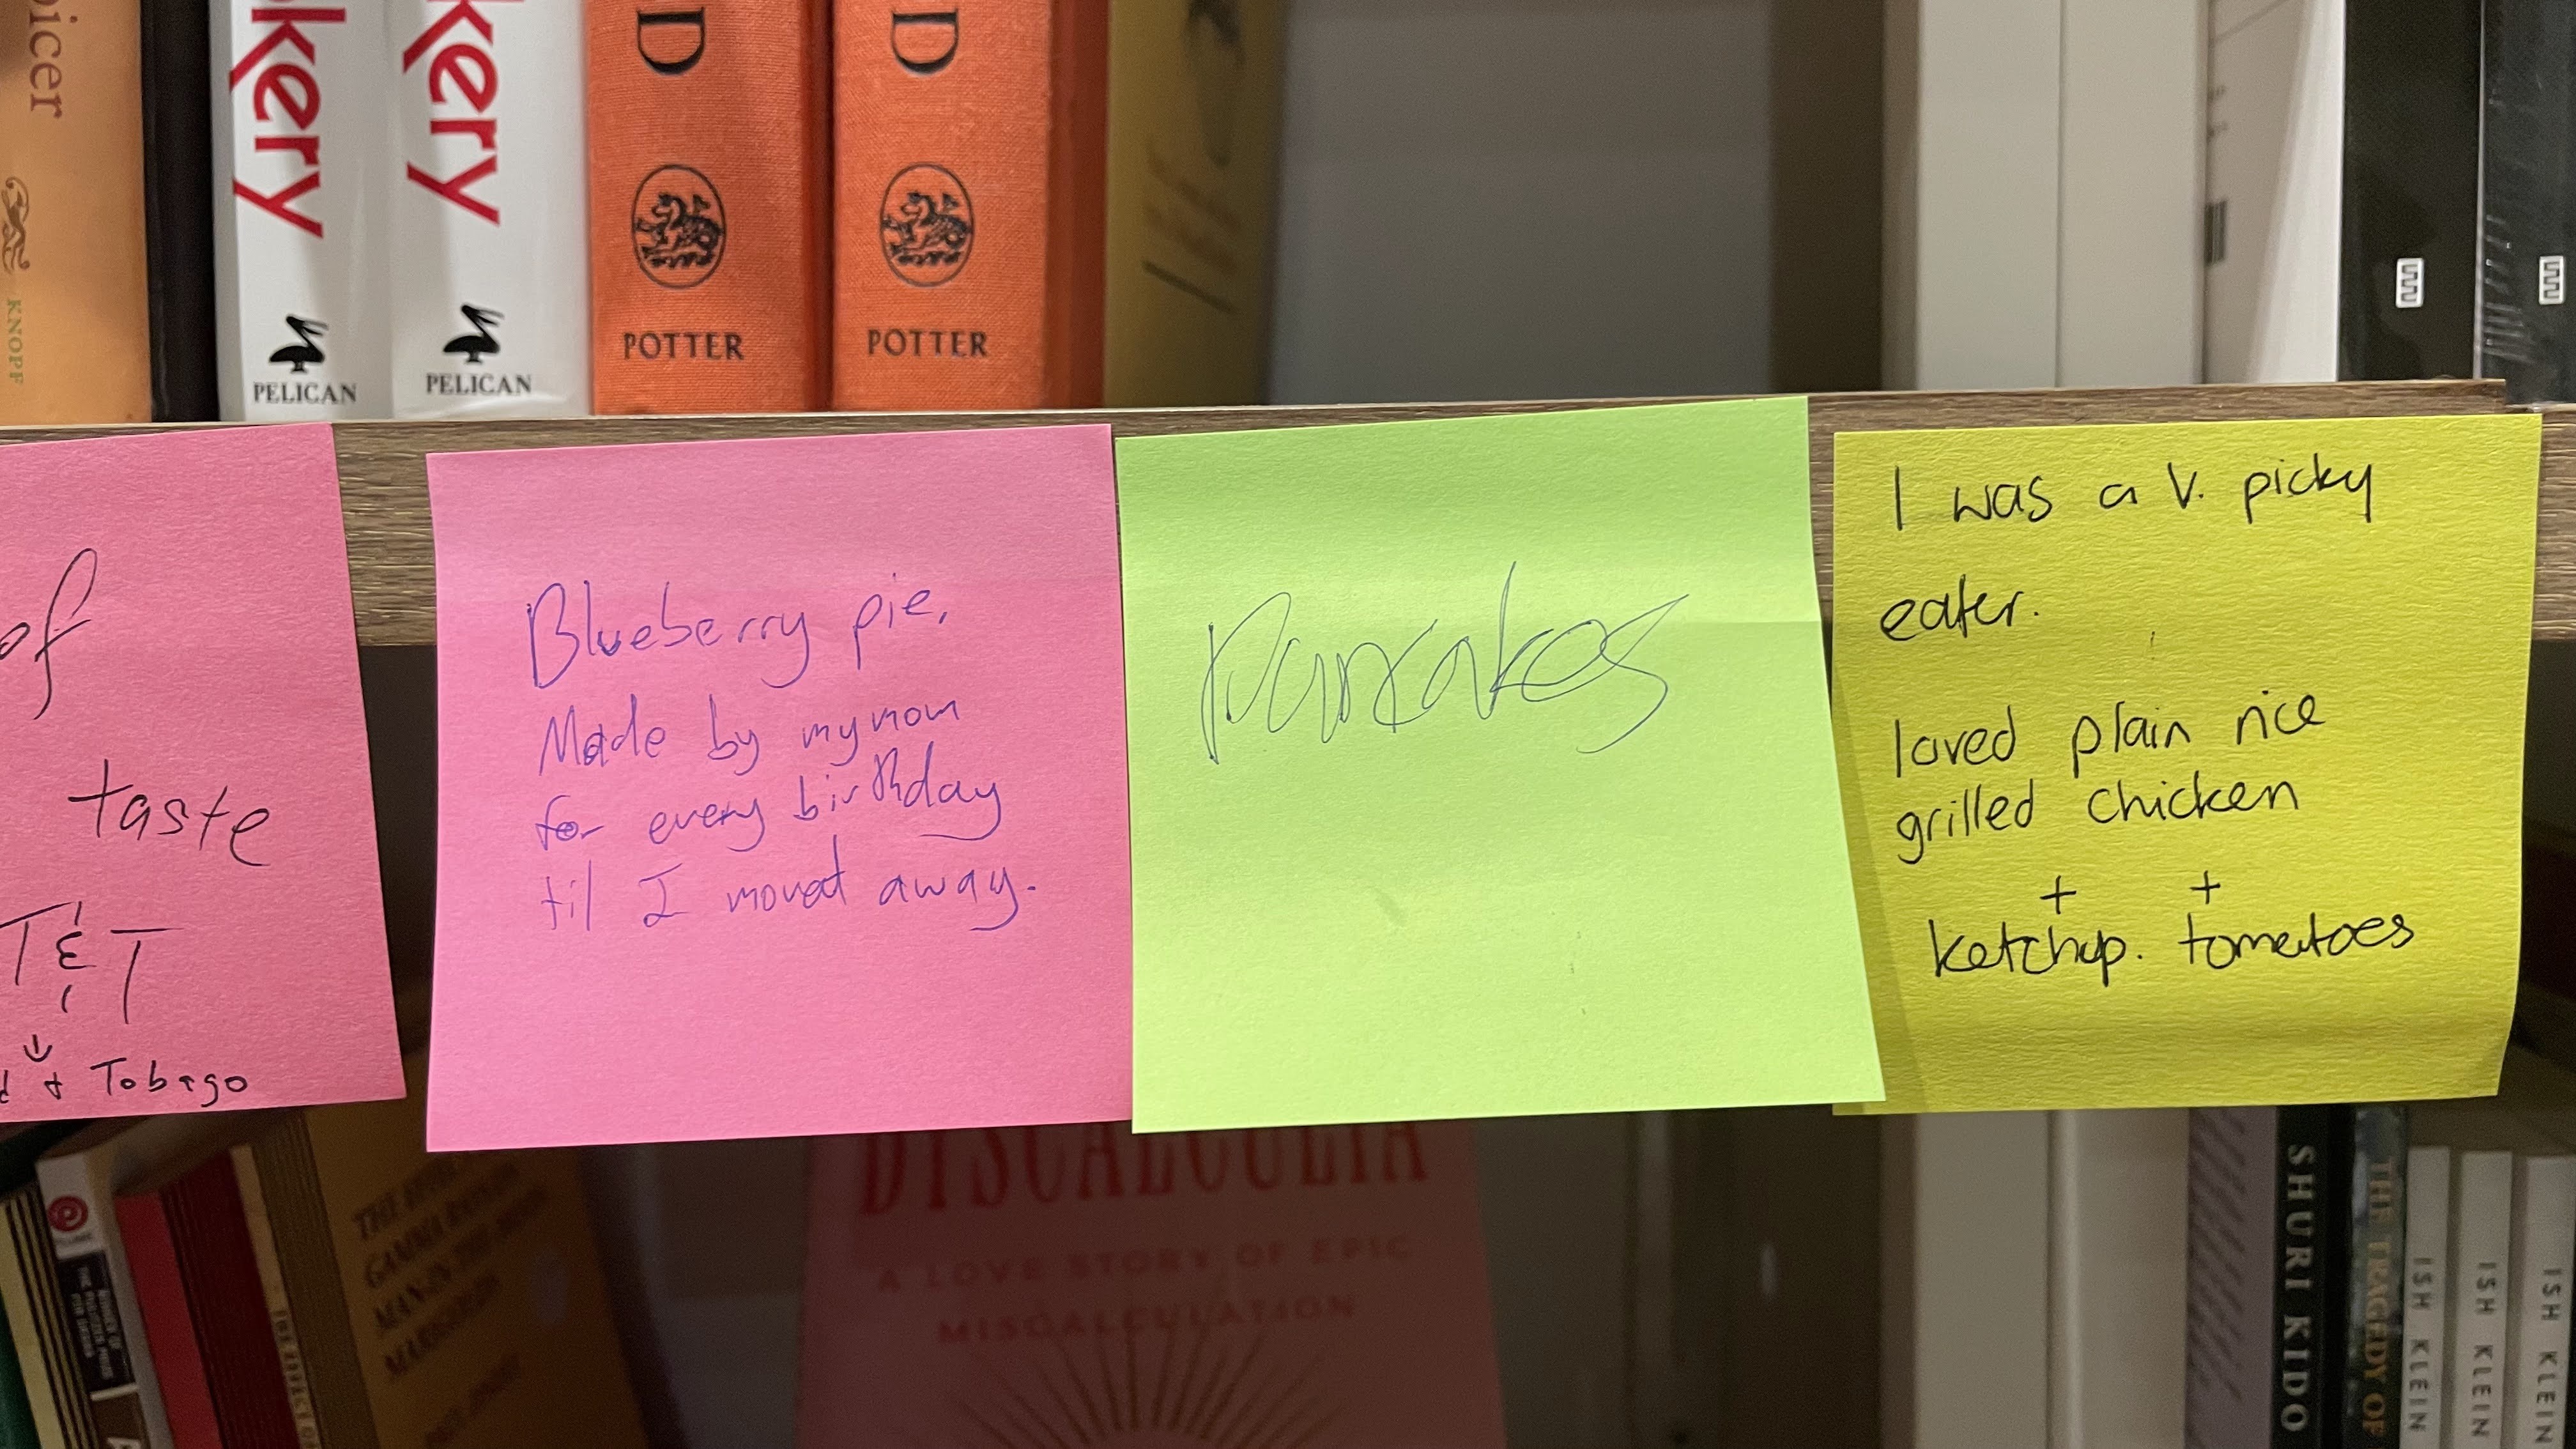 picer
KNOPF
kery
PELICAN
kery
PELICAN
D
POTTER
D
POTTER
of
taste
T & T
+ Tobago
Blueberry pie,
Made by my mom
for every birthday
til I moved away.
Pancakes
I was a v. picky
eater.
loved plain rice
grilled chicken
+ +
ketchup. tomatoes
DYSCALCULIA
A LOVE STORY OF EPIC
MISCALCULATION
SHURI KIDO
THE TRAGEDY OF
ISH KLEIN
ISH KLEIN
ISH KLEIN